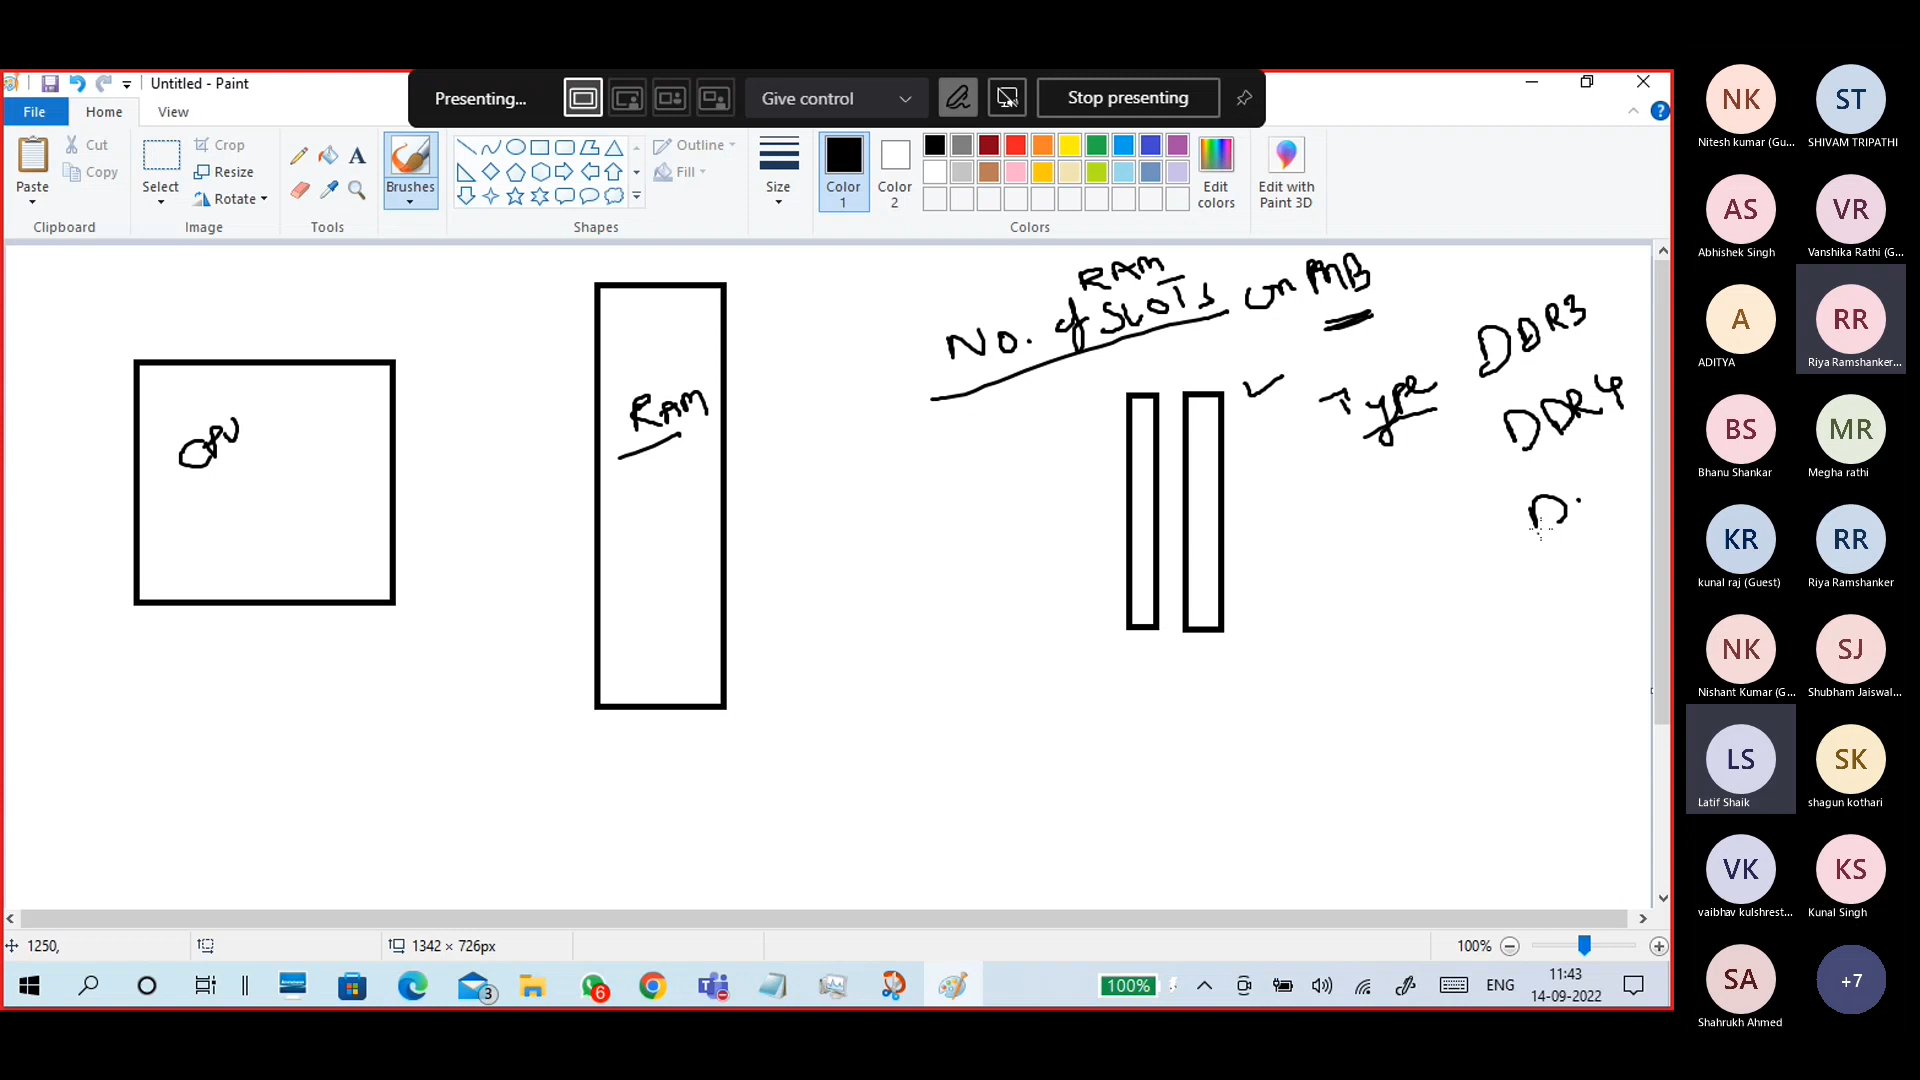 Untitled - Paint
Presenting...
Give control
Stop presenting
File
Home
View
Cut
Copy
Paste
Clipboard
Crop
Resize
Rotate
Select
Image
Tools
Brushes
Shapes
Outline
Fill
Size
Color 1
Color 2
Edit colors
Colors
Edit with Paint 3D
CPU
RAM
RAM
No. of SLOTS on MB
Type
DDR3
DDR4
D
1250,
1342 × 726px
100%
3
6
T
100%
ENG
11:43
14-09-2022
NK
Nitesh kumar (Gu...
ST
SHIVAM TRIPATHI
AS
Abhishek Singh
VR
Vanshika Rathi (G...
A
ADITYA
RR
Riya Ramshanker...
BS
Bhanu Shankar
MR
Megha rathi
KR
kunal raj (Guest)
RR
Riya Ramshanker
NK
Nishant Kumar (G...
SJ
Shubham Jaiswal...
LS
Latif Shaik
SK
shagun kothari
VK
vaibhav kulshrest...
KS
Kunal Singh
SA
Shahrukh Ahmed
+7